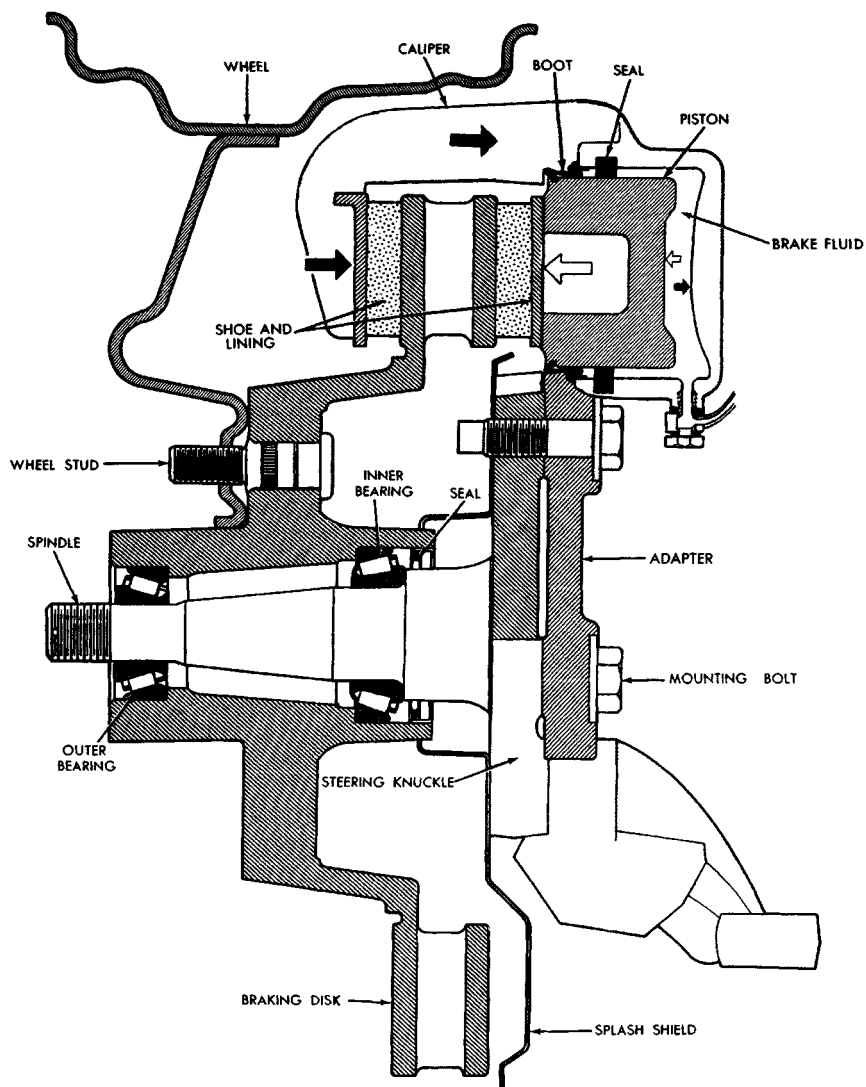 WHEEL
CALIPER
BOOT
SEAL
PISTON
BRAKE FLUID
SHOE AND
LINING
WHEEL STUD
INNER
BEARING
SEAL
SPINDLE
ADAPTER
MOUNTING BOLT
OUTER
BEARING
STEERING KNUCKLE
BRAKING DISK
SPLASH SHIELD